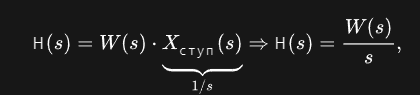 H(s) = W(s) · X_ступ(s) ⇒ H(s) = W(s)/s,
1/s